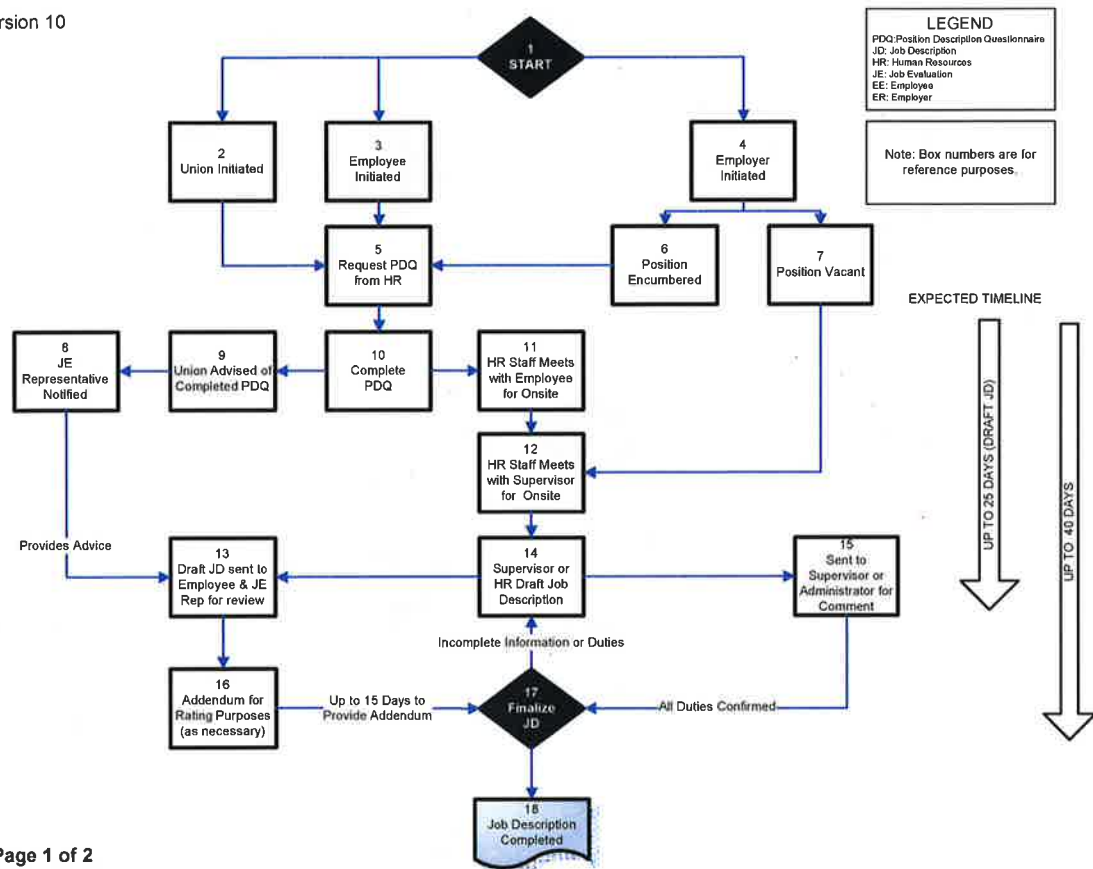 rsion 10
LEGEND
PDQ:Position Description Questionnaire
JD: Job Description
HR: Human Resources
JE: Job Evaluation
EE: Employee
ER: Employer
Note: Box numbers are for
reference purposes.
1
START
2
Union Initiated
3
Employee
Initiated
4
Employer
Initiated
5
Request PDQ
from HR
6
Position
Encumbered
7
Position Vacant
EXPECTED TIMELINE
8
JE
Representative
Notified
9
Union Advised of
Completed PDQ
10
Complete
PDQ
11
HR Staff Meets
with Employee
for Onsite
12
HR Staff Meets
with Supervisor
for Onsite
UP TO 25 DAYS (DRAFT JD)
UP TO 40 DAYS
Provides Advice
13
Draft JD sent to
Employee & JE
Rep for review
14
Supervisor or
HR Draft Job
Description
15
Sent to
Supervisor or
Administrator for
Comment
Incomplete Information or Duties
16
Addendum for
Rating Purposes
(as necessary)
Up to 15 Days to
Provide Addendum
17
Finalize
JD
All Duties Confirmed
18
Job Description
Completed
Page 1 of 2